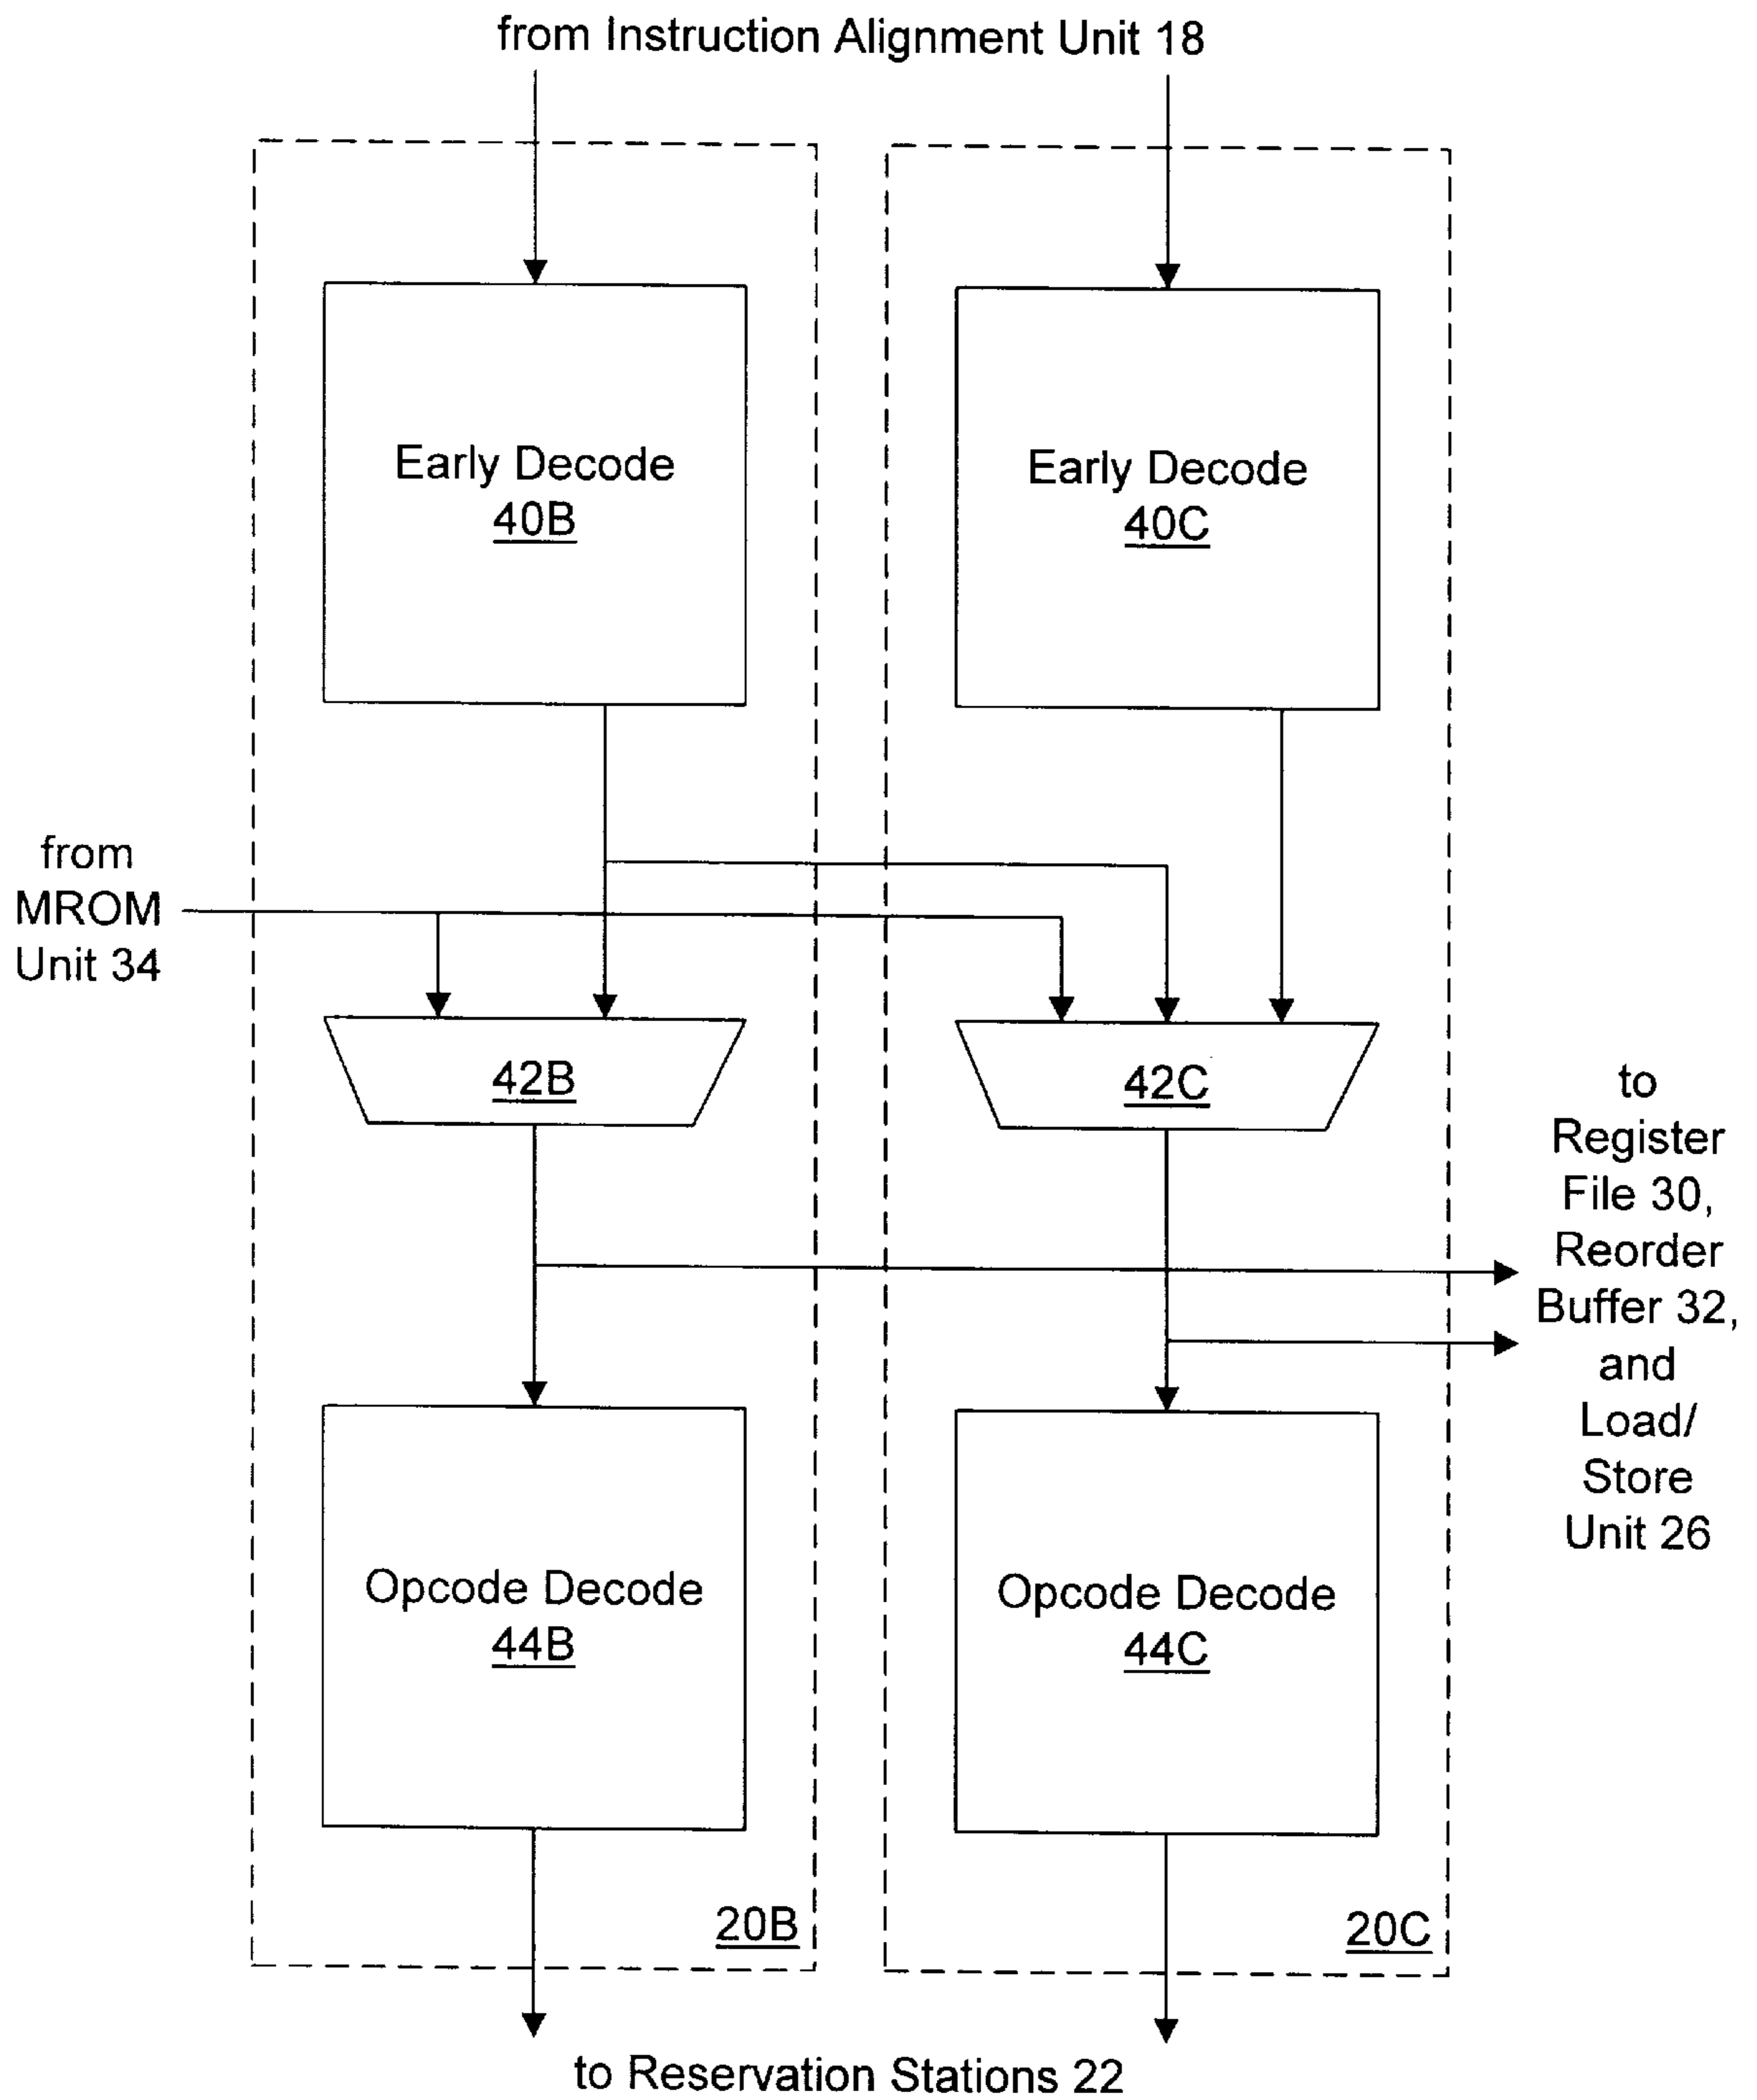 from Instruction Alignment Unit 18
Early Decode
40B
Early Decode
40C
from
MROM
Unit 34
42B
42C
to
Register
File 30,
Reorder
Buffer 32,
and
Load/
Store
Unit 26
Opcode Decode
44B
Opcode Decode
44C
20B
20C
to Reservation Stations 22